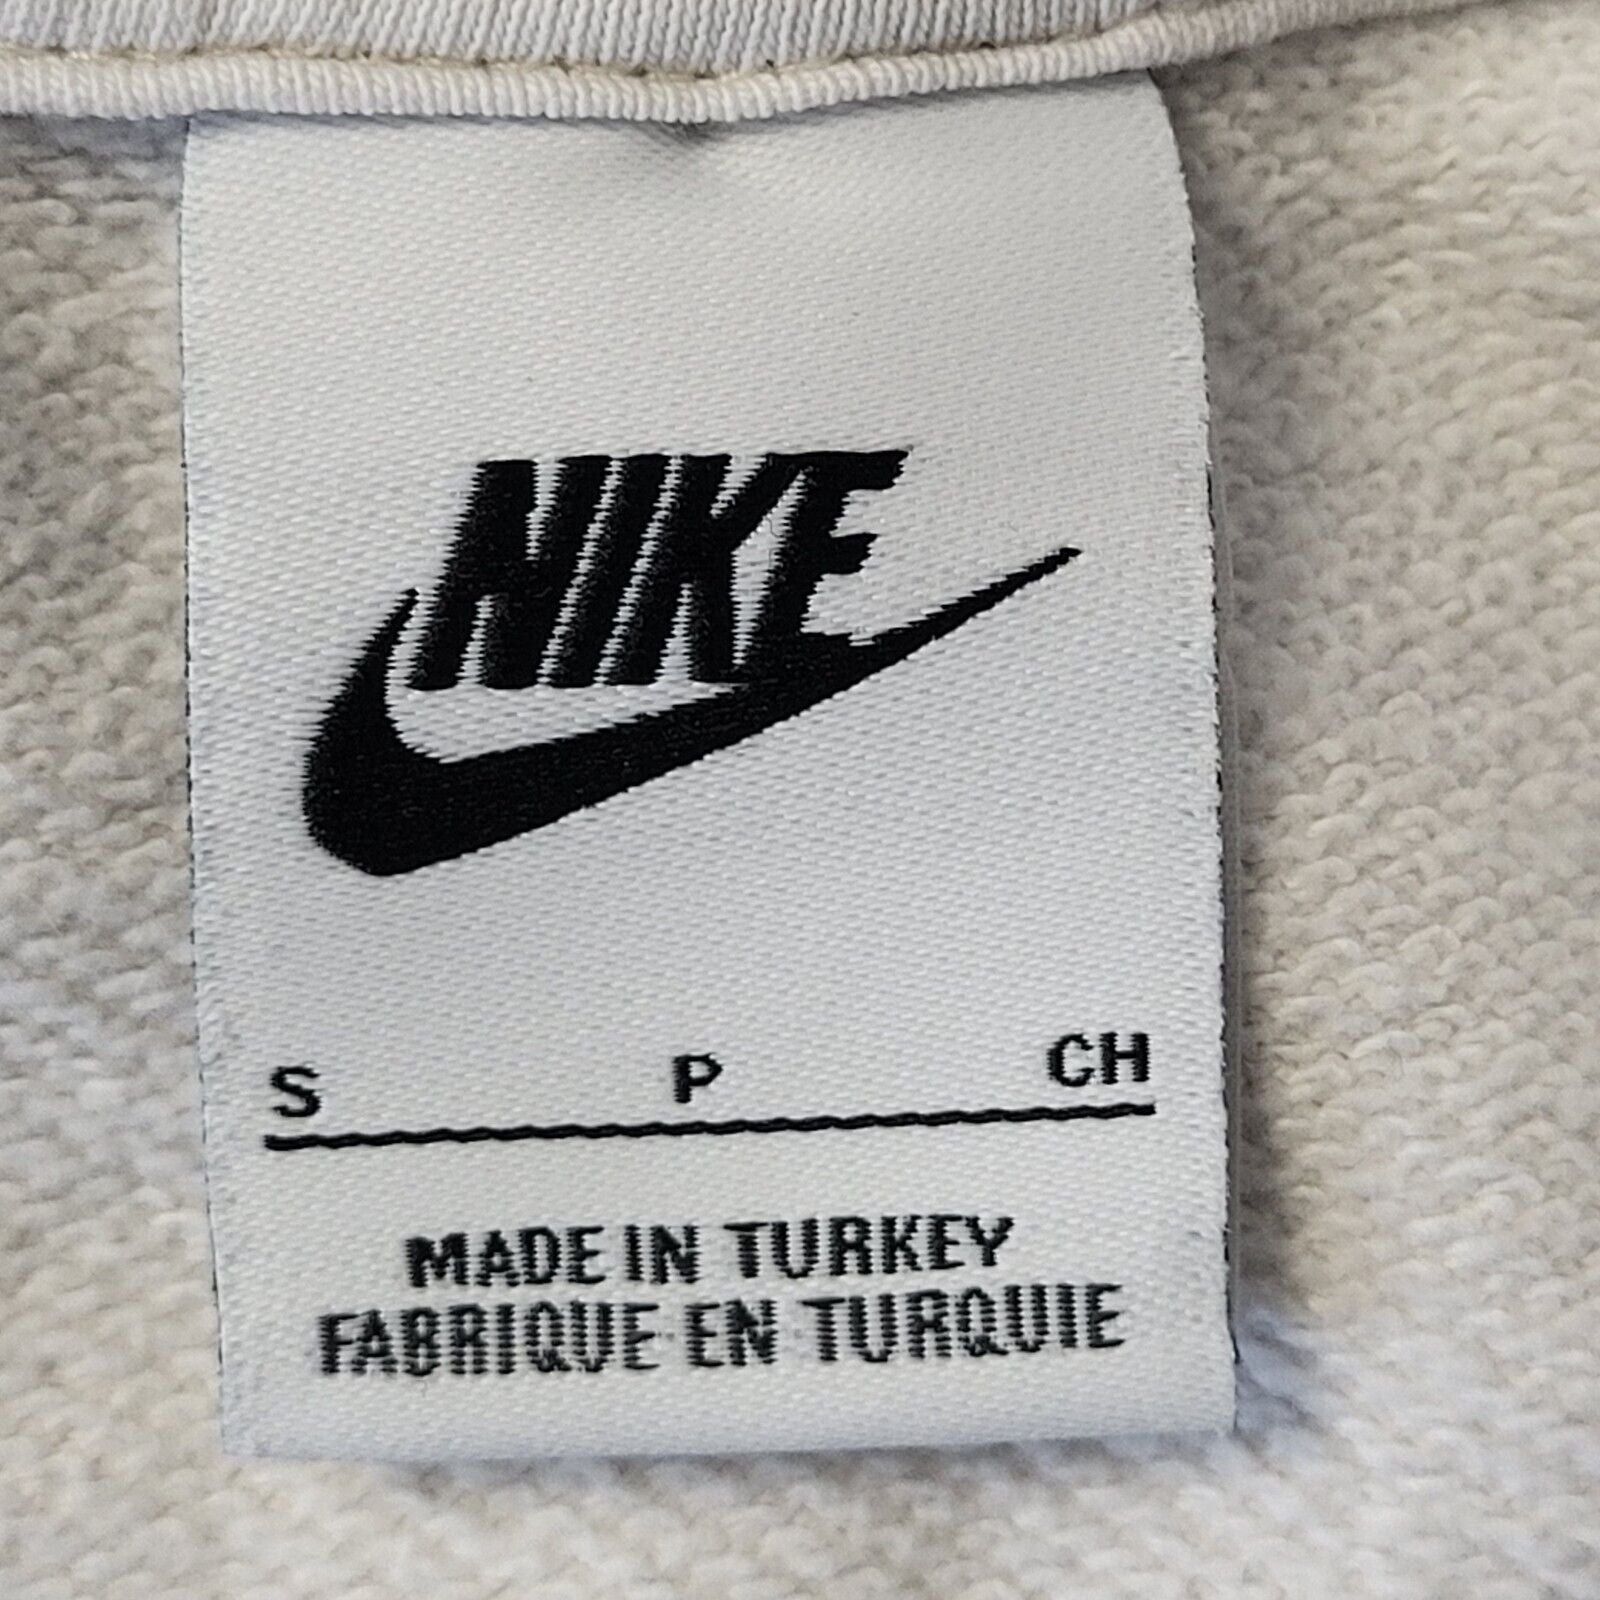 NIKE
S P CH
MADE IN TURKEY
FABRIQUE EN TURQUIE